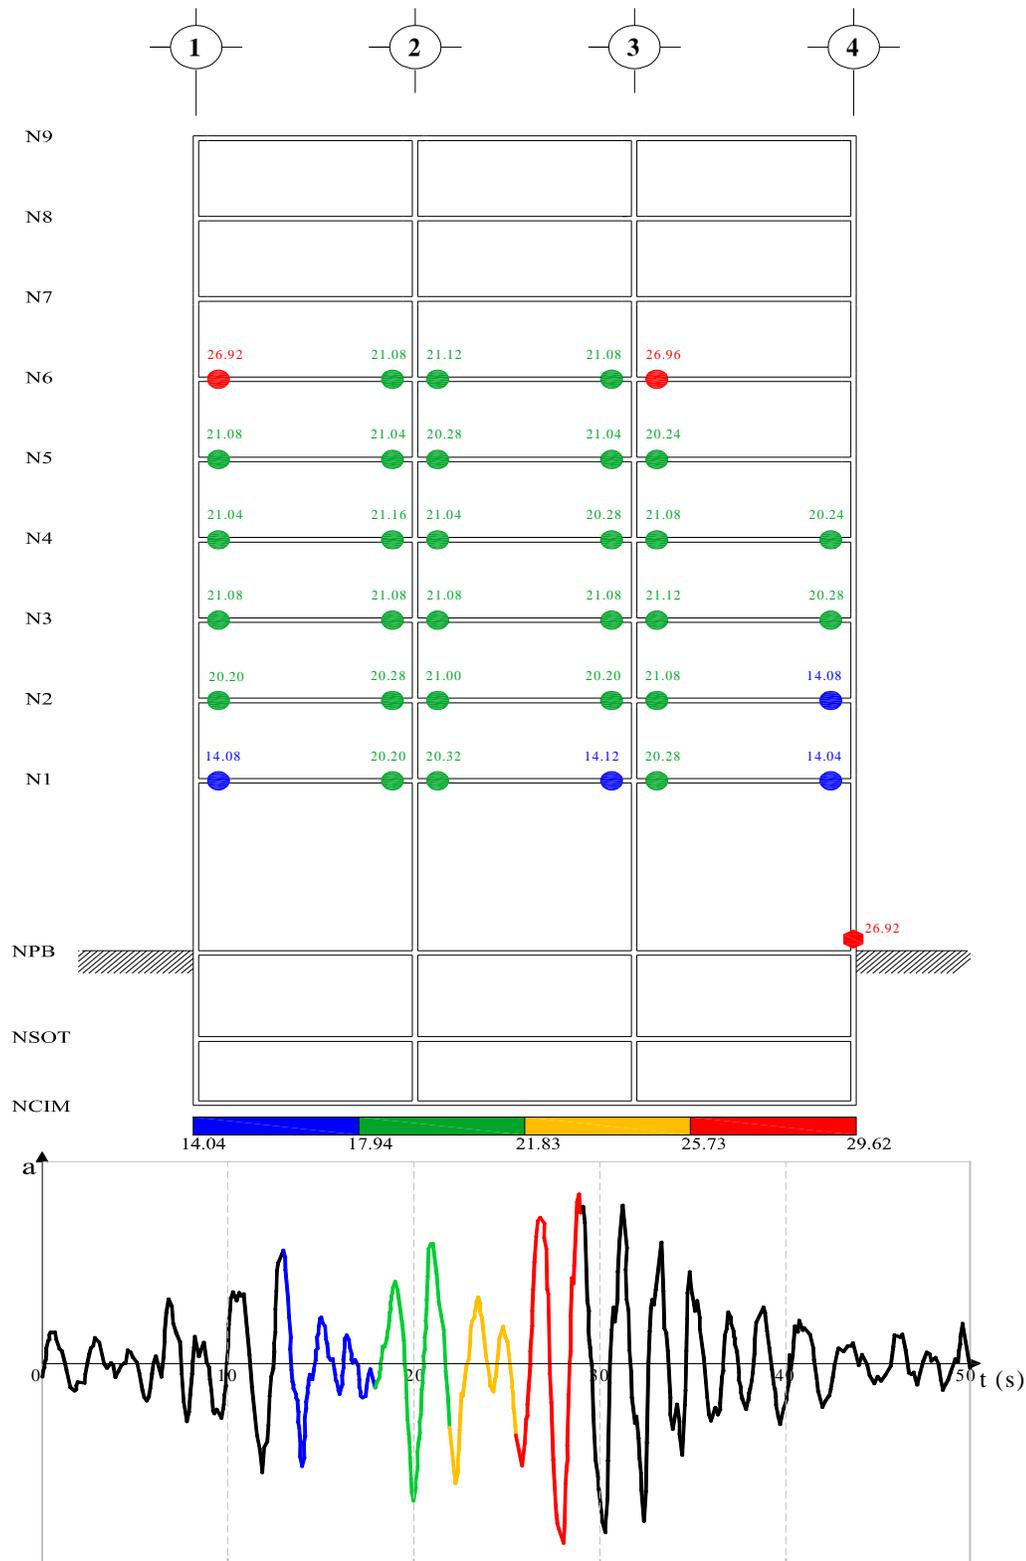 1 2 3 4
N9
N8
N7
26.92 21.08 21.12 21.08 26.96
N6
21.08 21.04 20.28 21.04 20.24
N5
21.04 21.16 21.04 20.28 21.08 20.24
N4
21.08 21.08 21.08 21.08 21.12 20.28
N3
20.20 20.28 21.00 20.20 21.08 14.08
N2
14.08 20.20 20.32 14.12 20.28 14.04
N1
26.92
NPB
NSOT
NCIM
14.04 17.94 21.83 25.73 29.62
a
0 10 20 30 40 50 t (s)